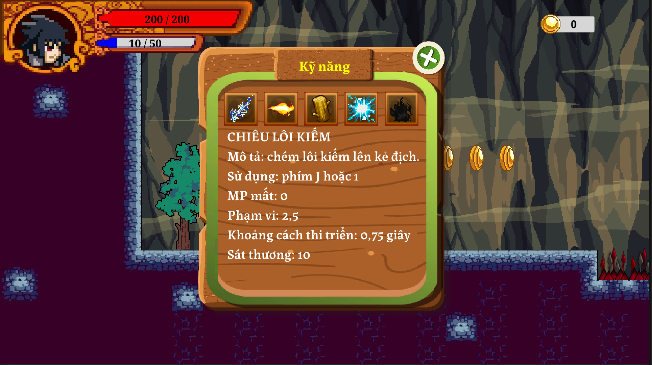 200 / 200
0
10 / 50
Kỹ năng
CHIÊU LÔI KIẾM
Mô tả: chém lôi kiếm lên kẻ địch.
Sử dụng: phím J hoặc 1
MP mất: 0
Phạm vi: 2,5
Khoảng cách thi triển: 0,75 giây
Sát thương: 10